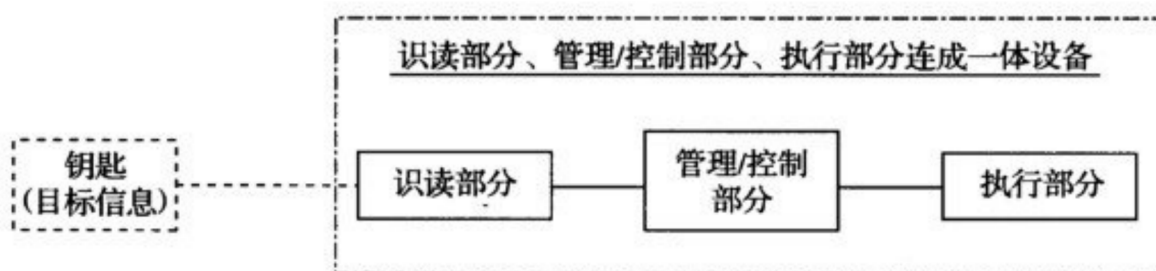 识读部分、管理/控制部分、执行部分连成一体设备
钥匙
(目标信息)
识读部分
管理/控制
部分
执行部分